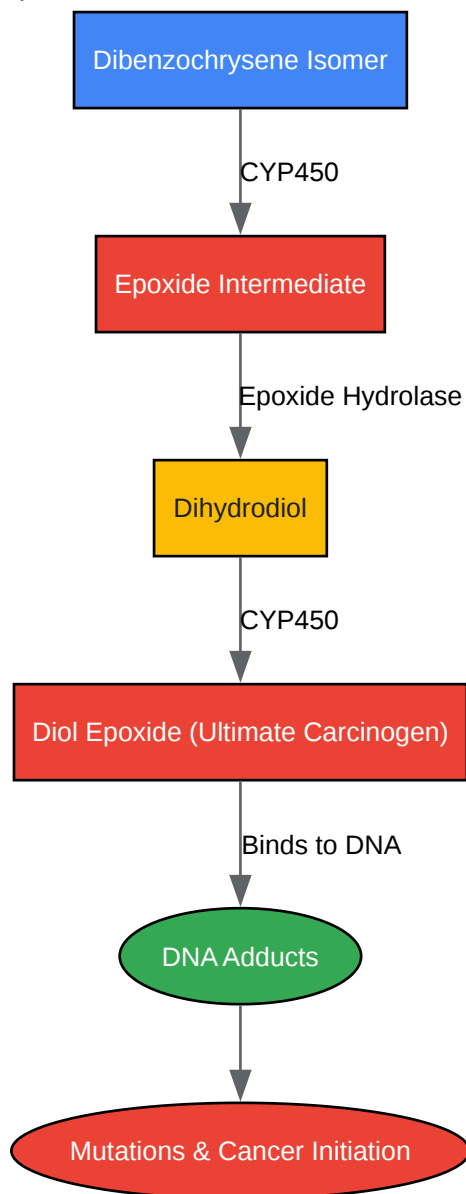 Dibenzochrysene Isomer
CYP450
Epoxide Intermediate
Epoxide Hydrolase
Dihydrodiol
CYP450
Diol Epoxide (Ultimate Carcinogen)
Binds to DNA
DNA Adducts
Mutations & Cancer Initiation